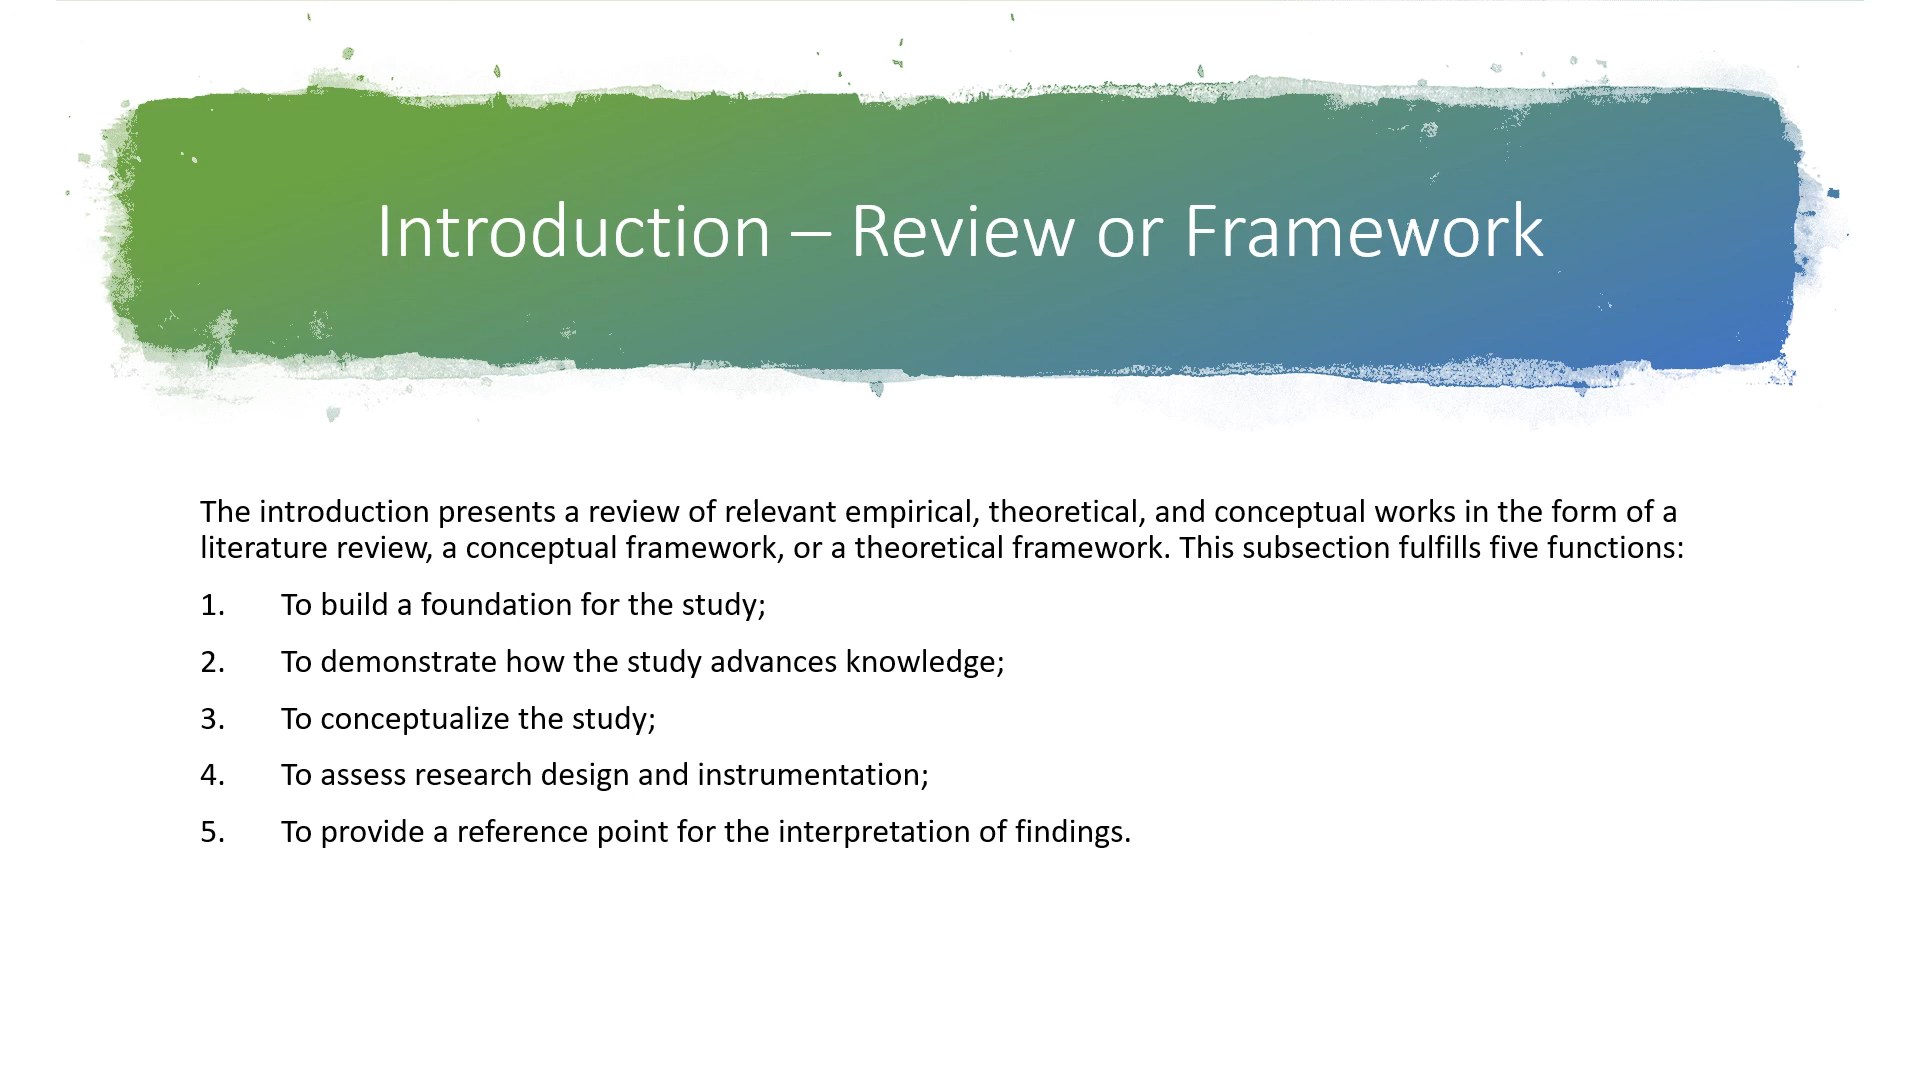 Introduction – Review or Framework
The introduction presents a review of relevant empirical, theoretical, and conceptual works in the form of a
literature review, a conceptual framework, or a theoretical framework. This subsection fulfills five functions:
1. To build a foundation for the study;
2. To demonstrate how the study advances knowledge;
3. To conceptualize the study;
4. To assess research design and instrumentation;
5. To provide a reference point for the interpretation of findings.